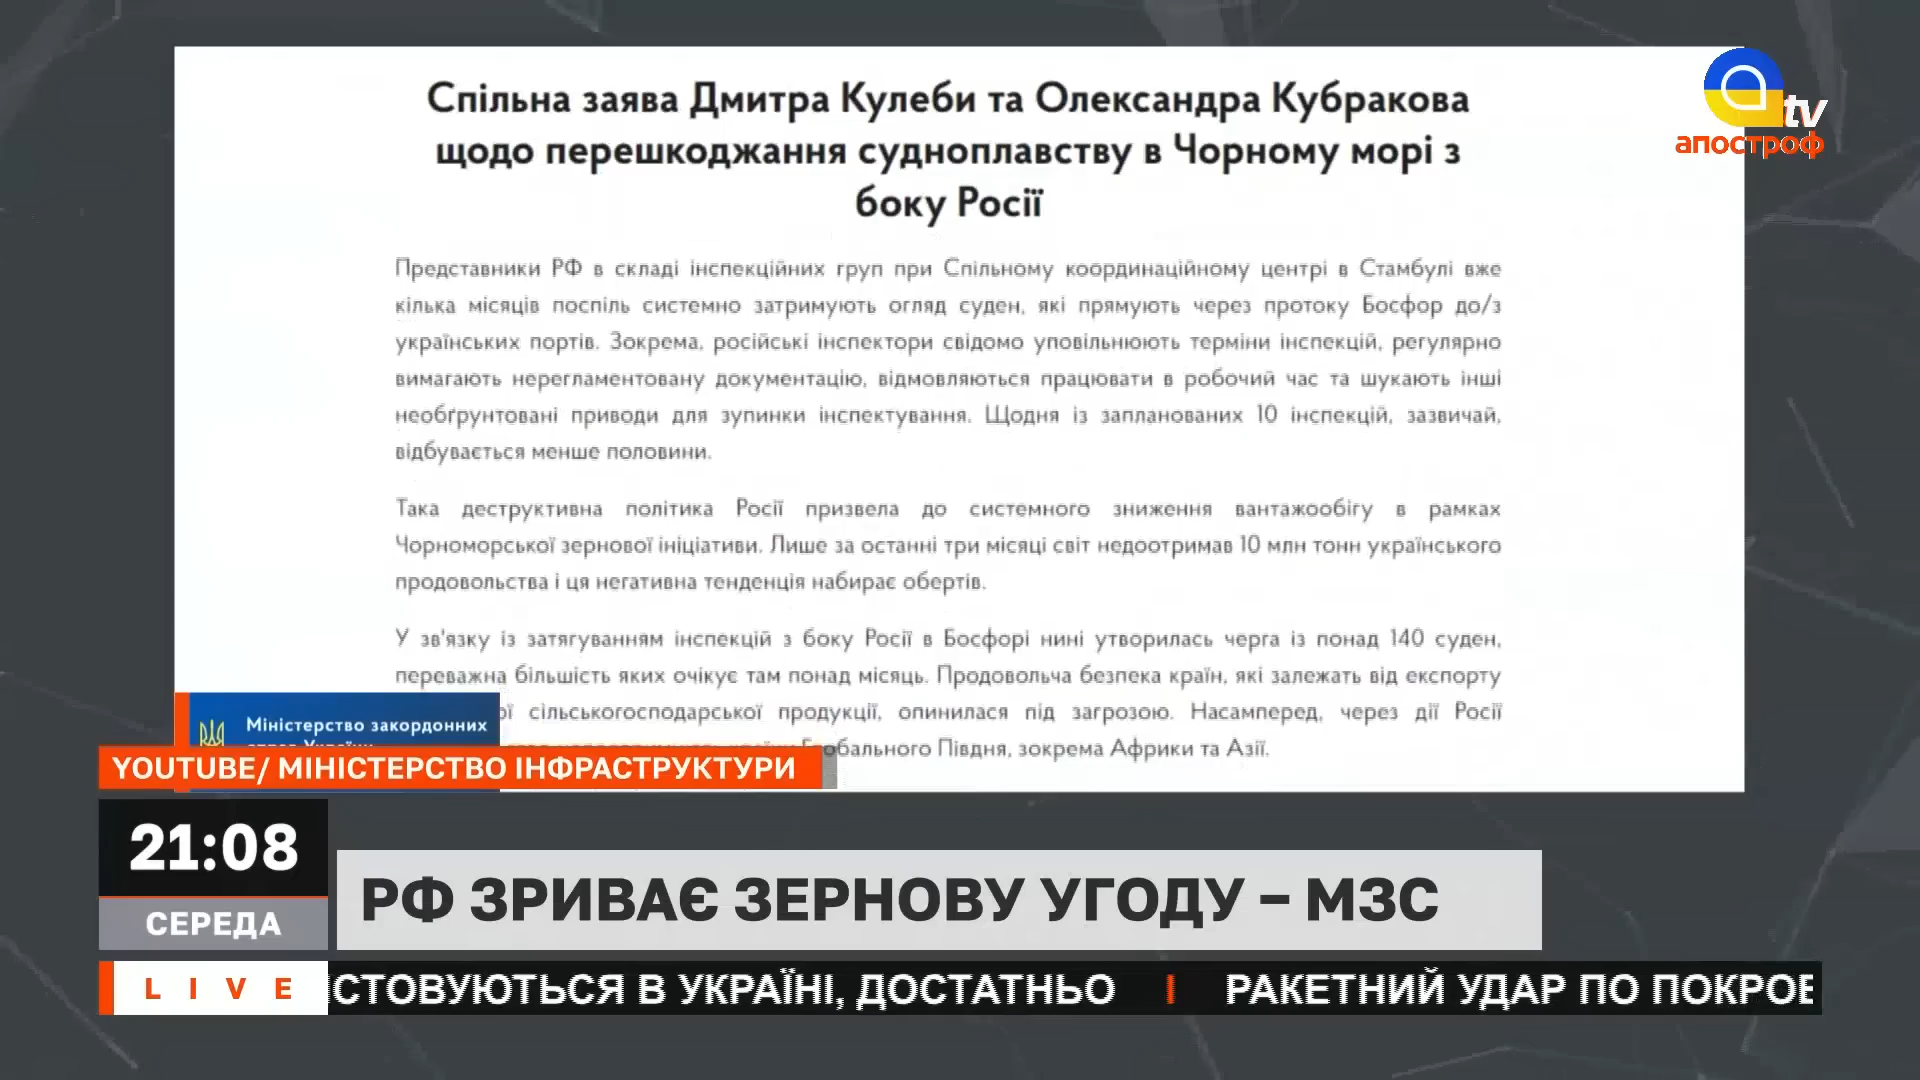 Спільна заява Дмитра Кулеби та Олександра Кубракова
щодо перешкоджання судноплавству в Чорному морі з
боку Росії
tv
апостроф
Представники РФ в складі інспекційних груп при Спільному координаційному центрі в Стамбулі вже
кілька місяців поспіль системно затримують огляд суден, які прямують через протоку Босфор до/з
українських портів. Зокрема, російські інспектори свідомо уповільнюють терміни інспекцій, регулярно
вимагають нерегламентовану документацію, відмовляються працювати в робочий час та шукають інші
необґрунтовані приводи для зупинки інспектування. Щодня із запланованих 10 інспекцій, зазвичай,
відбувається менше половини.
Така деструктивна політика Росії призвела до системного зниження вантажообігу в рамках
Чорноморської зернової ініціативи. Лише за останні три місяці світ недоотримав 10 млн тонн українського
продовольства і ця негативна тенденція набирає обертів.
У зв'язку із затягуванням інспекцій з боку Росії в Босфорі нині утворилась черга із понад 140 суден,
переважна більшість яких очікує там понад місяць. Продовольча безпека країн, які залежать від експорту
сільськогосподарської продукції, опинилася під загрозою. Насамперед, через дії Росії
Південя, зокрема Африки та Азії.
Міністерство закордонних
YOUTUBE/ МІНІСТЕРСТВО ІНФРАСТРУКТУРИ
21:08
СЕРЕДА
РФ ЗРИВАЄ ЗЕРНОВУ УГОДУ – МЗС
LIVE
СТОВУЮТЬСЯ В УКРАЇНІ, ДОСТАТНЬО I РАКЕТНИЙ УДАР ПО ПОКРОВ